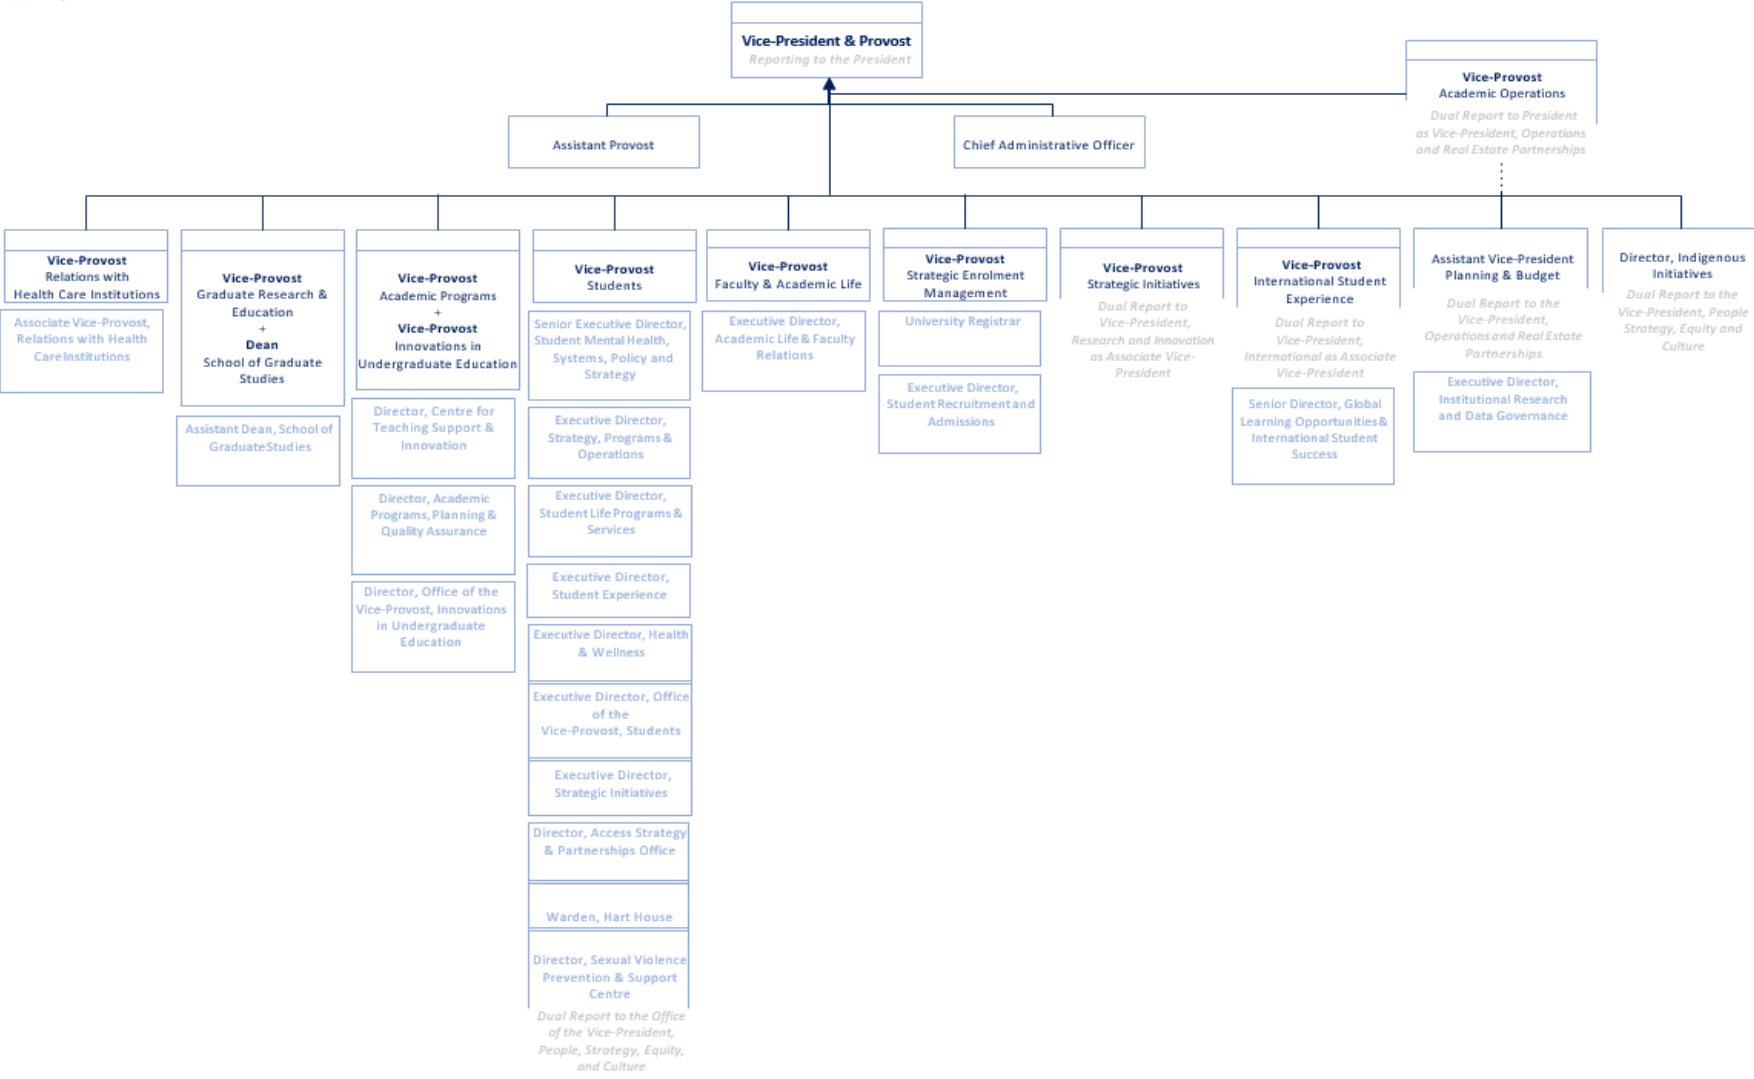 Vice-President & Provost
Reporting to the President
Vice-Provost
Academic Operations
Dual Report to President
as Vice-President, Operations
and Real Estate Partnerships
Assistant Provost
Chief Administrative Officer
Vice-Provost
Relations with
Health Care Institutions
Associate Vice-Provost,
Relations with Health
Care Institutions
Vice-Provost
Graduate Research &
Education
+
Dean
School of Graduate
Studies
Assistant Dean, School of
Graduate Studies
Vice-Provost
Academic Programs
+
Vice-Provost
Innovations in
Undergraduate Education
Director, Centre for
Teaching Support &
Innovation
Director, Academic
Programs, Planning &
Quality Assurance
Director, Office of the
Vice-Provost, Innovations
in Undergraduate
Education
Vice-Provost
Students
Senior Executive Director,
Student Mental Health,
Systems, Policy and
Strategy
Executive Director,
Strategy, Programs &
Operations
Executive Director,
Student Life Programs &
Services
Executive Director,
Student Experience
Executive Director, Health
& Wellness
Executive Director, Office
of the
Vice-Provost, Students
Executive Director,
Strategic Initiatives
Director, Access Strategy
& Partnerships Office
Warden, Hart House
Director, Sexual Violence
Prevention & Support
Centre
Dual Report to the Office
of the Vice-President,
People, Strategy, Equity,
and Culture
Vice-Provost
Faculty & Academic Life
Executive Director,
Academic Life & Faculty
Relations
Vice-Provost
Strategic Enrolment
Management
University Registrar
Executive Director,
Student Recruitment and
Admissions
Vice-Provost
Strategic Initiatives
Dual Report to
Vice-President,
Research and Innovation
as Associate Vice-
President
Vice-Provost
International Student
Experience
Dual Report to
Vice-President,
International as Associate
Vice-President
Senior Director, Global
Learning Opportunities &
International Student
Success
Assistant Vice-President
Planning & Budget
Dual Report to the
Vice-President,
Operations and Real Estate
Partnerships
Executive Director,
Institutional Research
and Data Governance
Director, Indigenous
Initiatives
Dual Report to the
Vice-President, People
Strategy, Equity and
Culture